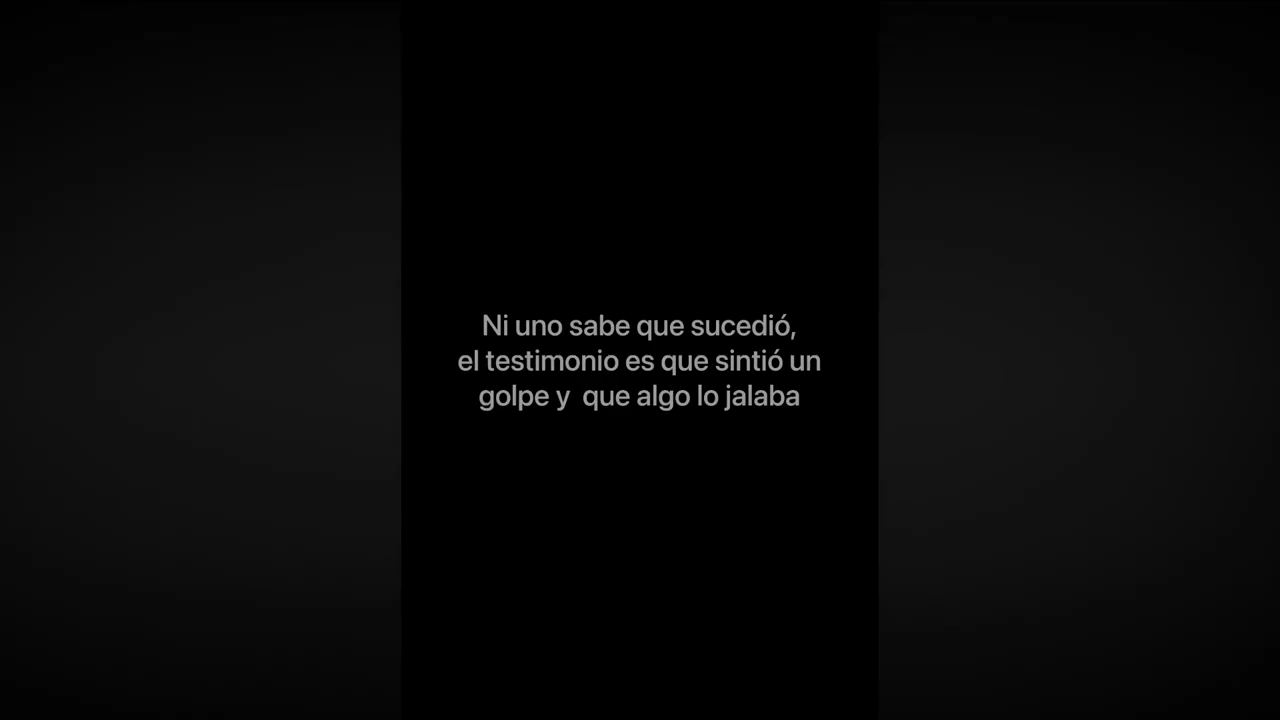 Ni uno sabe que sucedió,
el testimonio es que sintió un
golpe y  que algo lo jalaba